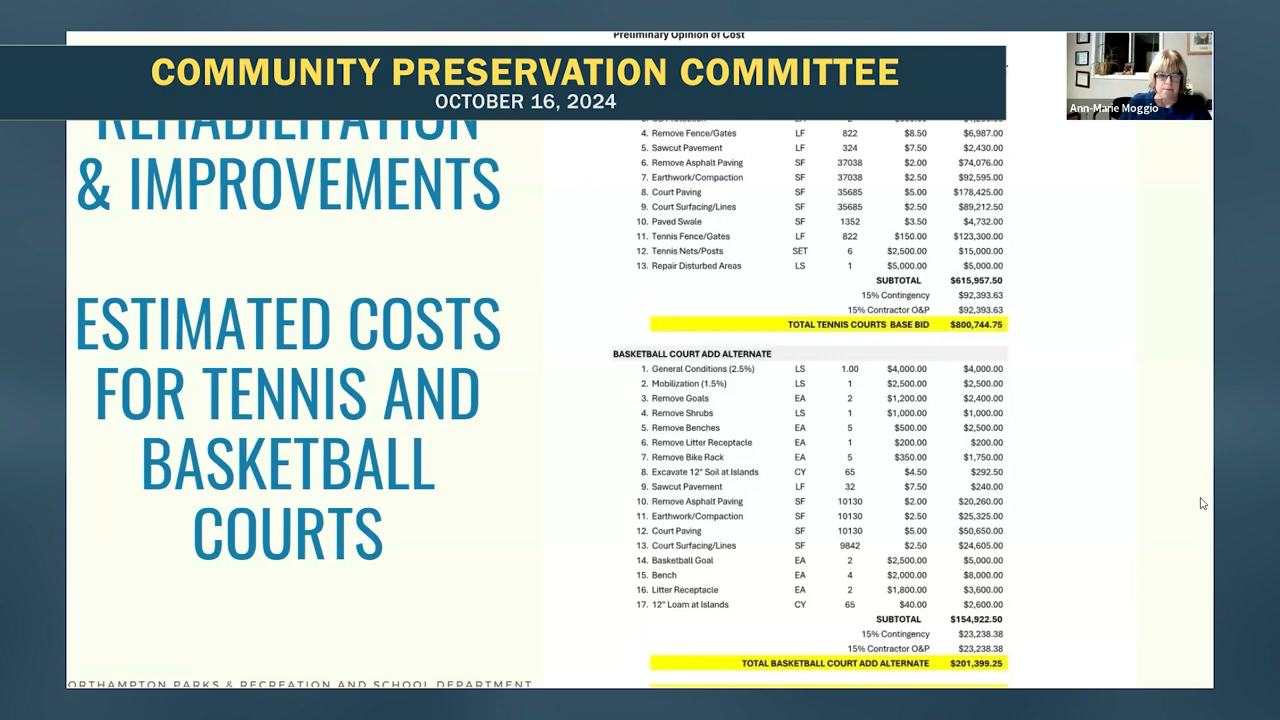 Preliminary Opinion of Cost
COMMUNITY PRESERVATION COMMITTEE
OCTOBER 16, 2024
Ann-Marie Moggio
REHABILITATION
& IMPROVEMENTS
ESTIMATED COSTS
FOR TENNIS AND
BASKETBALL
COURTS
4. Remove Fence/Gates LF 822 $8.50 $6,987.00
5. Sawcut Pavement LF 324 $7.50 $2,430.00
6. Remove Asphalt Paving SF 37038 $2.00 $74,076.00
7. Earthwork/Compaction SF 37038 $2.50 $92,595.00
8. Court Paving SF 35685 $5.00 $178,425.00
9. Court Surfacing/Lines SF 35685 $2.50 $89,212.50
10. Paved Swale SF 1352 $3.50 $4,732.00
11. Tennis Fence/Gates LF 822 $150.00 $123,300.00
12. Tennis Nets/Posts SET 6 $2,500.00 $15,000.00
13. Repair Disturbed Areas LS 1 $5,000.00 $5,000.00
SUBTOTAL $615,957.50
15% Contingency $92,393.63
15% Contractor O&P $92,393.63
TOTAL TENNIS COURTS BASE BID $800,744.75
BASKETBALL COURT ADD ALTERNATE
1. General Conditions (2.5%) LS 1.00 $4,000.00 $4,000.00
2. Mobilization (1.5%) LS 1 $2,500.00 $2,500.00
3. Remove Goals EA 2 $1,200.00 $2,400.00
4. Remove Shrubs LS 1 $1,000.00 $1,000.00
5. Remove Benches EA 5 $500.00 $2,500.00
6. Remove Litter Receptacle EA 1 $200.00 $200.00
7. Remove Bike Rack EA 5 $350.00 $1,750.00
8. Excavate 12" Soil at Islands CY 65 $4.50 $292.50
9. Sawcut Pavement LF 32 $7.50 $240.00
10. Remove Asphalt Paving SF 10130 $2.00 $20,260.00
11. Earthwork/Compaction SF 10130 $2.50 $25,325.00
12. Court Paving SF 10130 $5.00 $50,650.00
13. Court Surfacing/Lines SF 9842 $2.50 $24,605.00
14. Basketball Goal EA 2 $2,500.00 $5,000.00
15. Bench EA 4 $2,000.00 $8,000.00
16. Litter Receptacle EA 2 $1,800.00 $3,600.00
17. 12" Loam at Islands CY 65 $40.00 $2,600.00
SUBTOTAL $154,922.50
15% Contingency $23,238.38
15% Contractor O&P $23,238.38
TOTAL BASKETBALL COURT ADD ALTERNATE $201,399.25
ORTHAMPTON PARKS & RECREATION AND SCHOOL DEPARTMENT